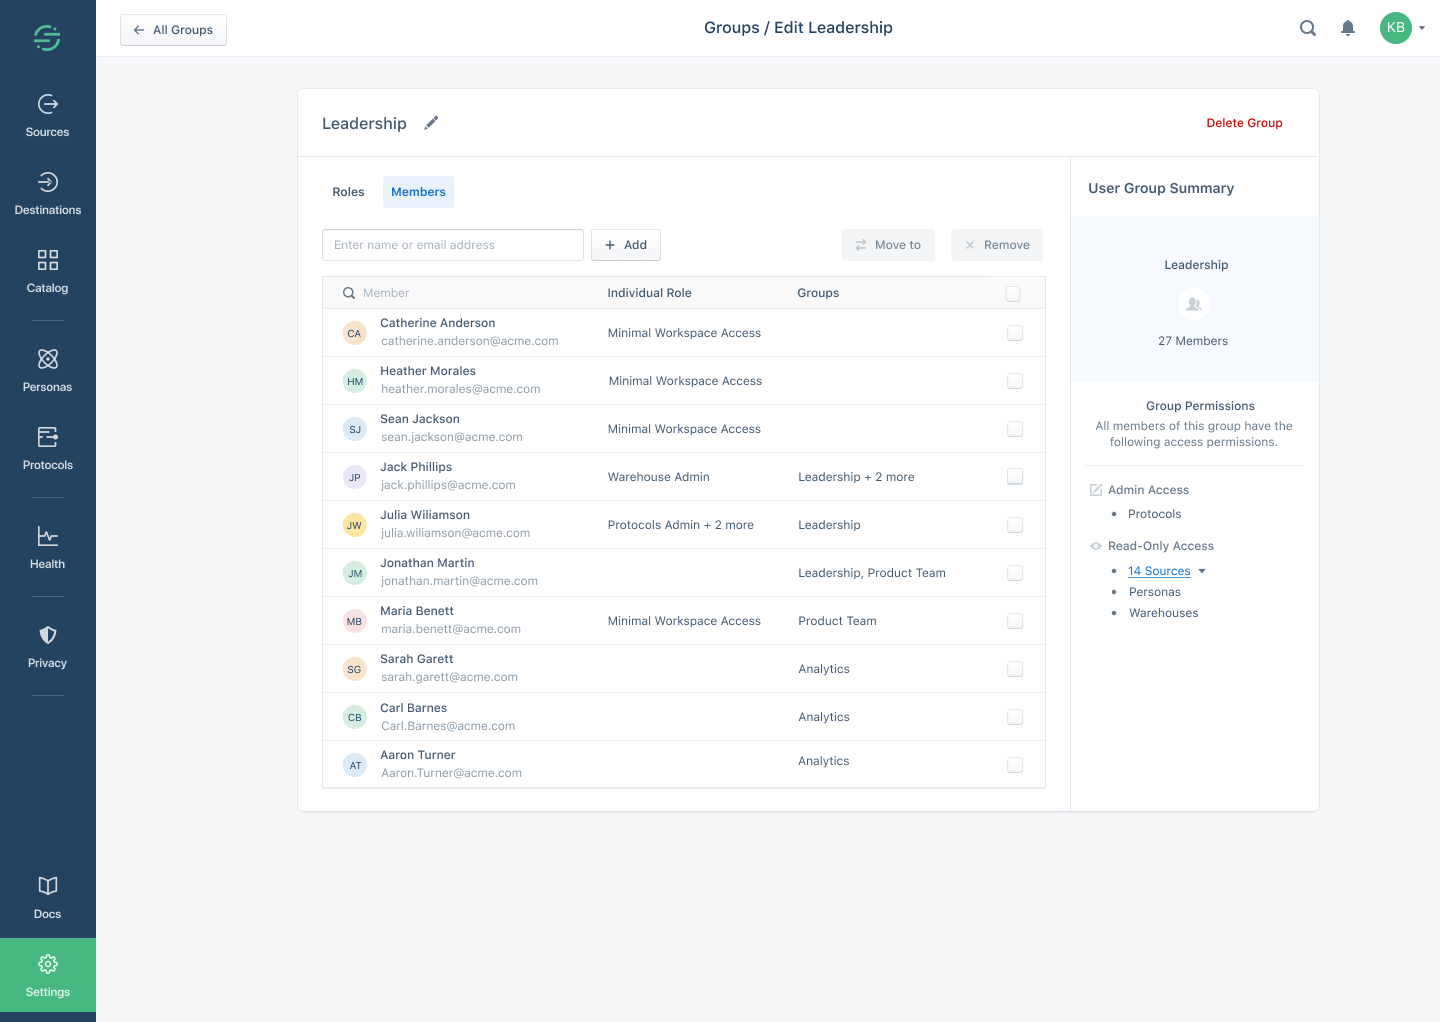 All Groups
Groups / Edit Leadership
KB
Sources
Destinations
Catalog
Personas
Protocols
Health
Privacy
Docs
Settings
Leadership
Delete Group
Roles
Members
Enter name or email address
Add
Move to
Remove
Member
Individual Role
Groups
CA
Catherine Anderson
catherine.anderson@acme.com
Minimal Workspace Access
HM
Heather Morales
heather.morales@acme.com
Minimal Workspace Access
SJ
Sean Jackson
sean.jackson@acme.com
Minimal Workspace Access
JP
Jack Phillips
jack.phillips@acme.com
Warehouse Admin
Leadership + 2 more
JW
Julia Wiliamson
julia.wiliamson@acme.com
Protocols Admin + 2 more
Leadership
JM
Jonathan Martin
jonathan.martin@acme.com
Leadership, Product Team
MB
Maria Benett
maria.benett@acme.com
Minimal Workspace Access
Product Team
SG
Sarah Garett
sarah.garett@acme.com
Analytics
CB
Carl Barnes
Carl.Barnes@acme.com
Analytics
AT
Aaron Turner
Aaron.Turner@acme.com
Analytics
User Group Summary
Leadership
27 Members
Group Permissions
All members of this group have the
following access permissions.
Admin Access
• Protocols
Read-Only Access
• 14 Sources
• Personas
• Warehouses